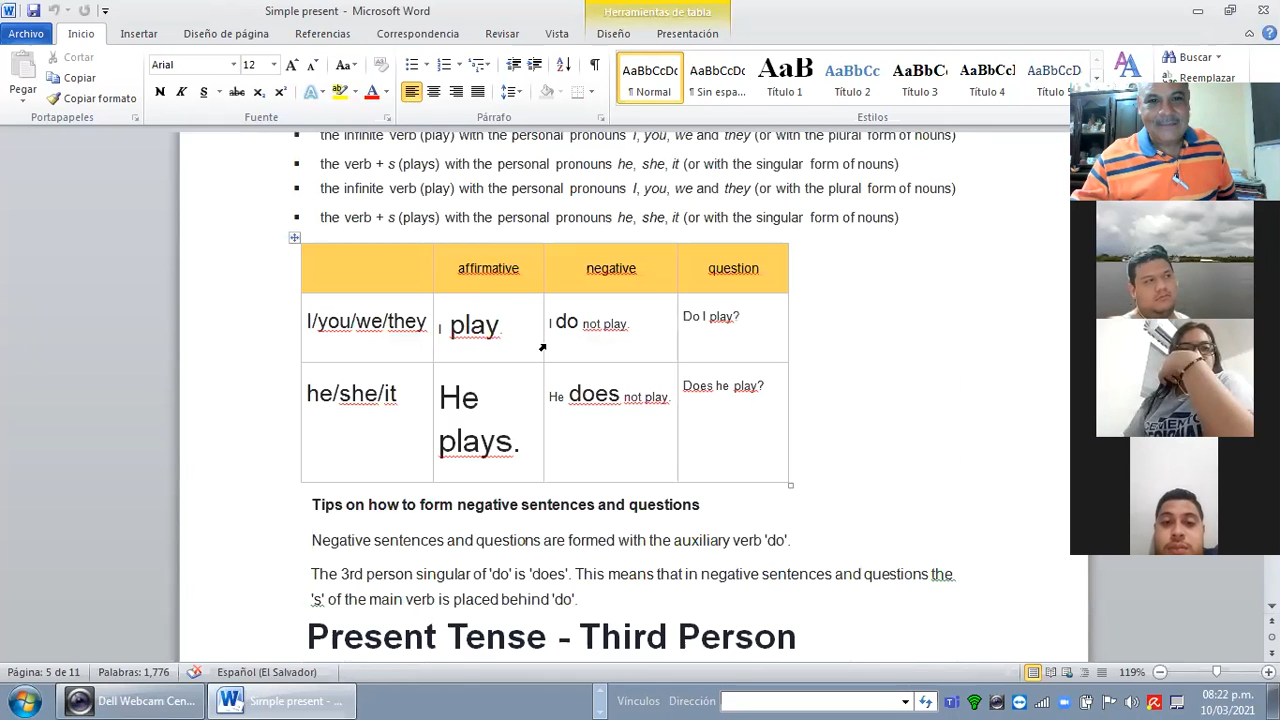 Simple present - Microsoft Word
Herramientas de tabla
Archivo Inicio Insertar Diseño de página Referencias Correspondencia Revisar Vista Diseño Presentación
Cortar
Copiar
Copiar formato
Pegar
Portapapeles
Arial 12
N K S abc x₂ x²
Fuente
Párrafo
AaBbCcDc AaBbCcDc AaB AaBbCc AaBbCc AaBbCc AaBbCcD
¶ Normal ¶ Sin espa... Título 1 Título 2 Título 3 Título 4
Estilos
Buscar
Reemplazar
the infinite verb (play) with the personal pronouns I, you, we and they (or with the plural form of nouns)
the verb + s (plays) with the personal pronouns he, she, it (or with the singular form of nouns)
the infinite verb (play) with the personal pronouns I, you, we and they (or with the plural form of nouns)
the verb + s (plays) with the personal pronouns he, she, it (or with the singular form of nouns)
affirmative negative question
I/you/we/they I play. I do not play. Do I play?
he/she/it He plays. He does not play. Does he play?
Tips on how to form negative sentences and questions
Negative sentences and questions are formed with the auxiliary verb 'do'.
The 3rd person singular of 'do' is 'does'. This means that in negative sentences and questions the
's' of the main verb is placed behind 'do'.
Present Tense - Third Person
Página: 5 de 11 Palabras: 1,776 Español (El Salvador) 119%
Dell Webcam Cen... Simple present - ... Vínculos Dirección
08:22 p.m.
10/03/2021